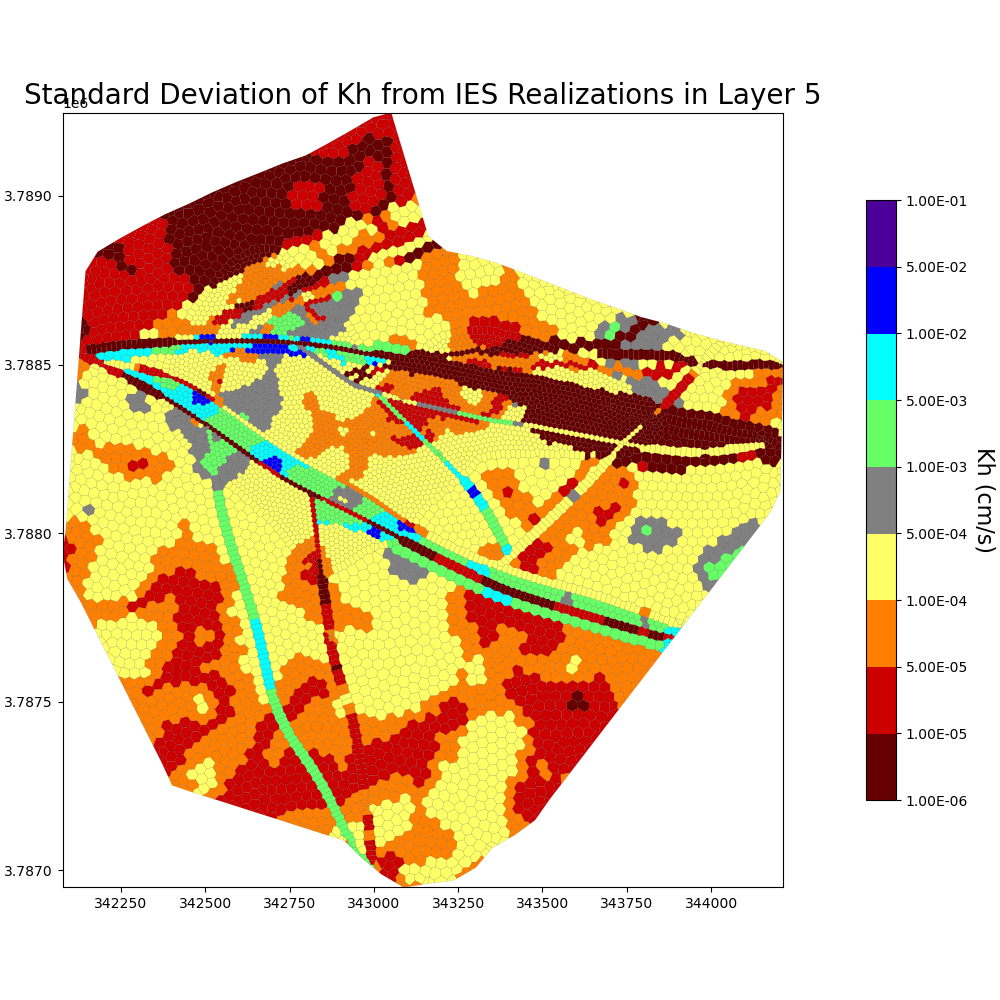 Standard Deviation of Kh from IES Realizations in Layer 5
1e6
3.7890
3.7885
3.7880
3.7875
3.7870
342250 342500 342750 343000 343250 343500 343750 344000
1.00E-01
5.00E-02
1.00E-02
5.00E-03
1.00E-03
5.00E-04
1.00E-04
5.00E-05
1.00E-05
1.00E-06
Kh (cm/s)